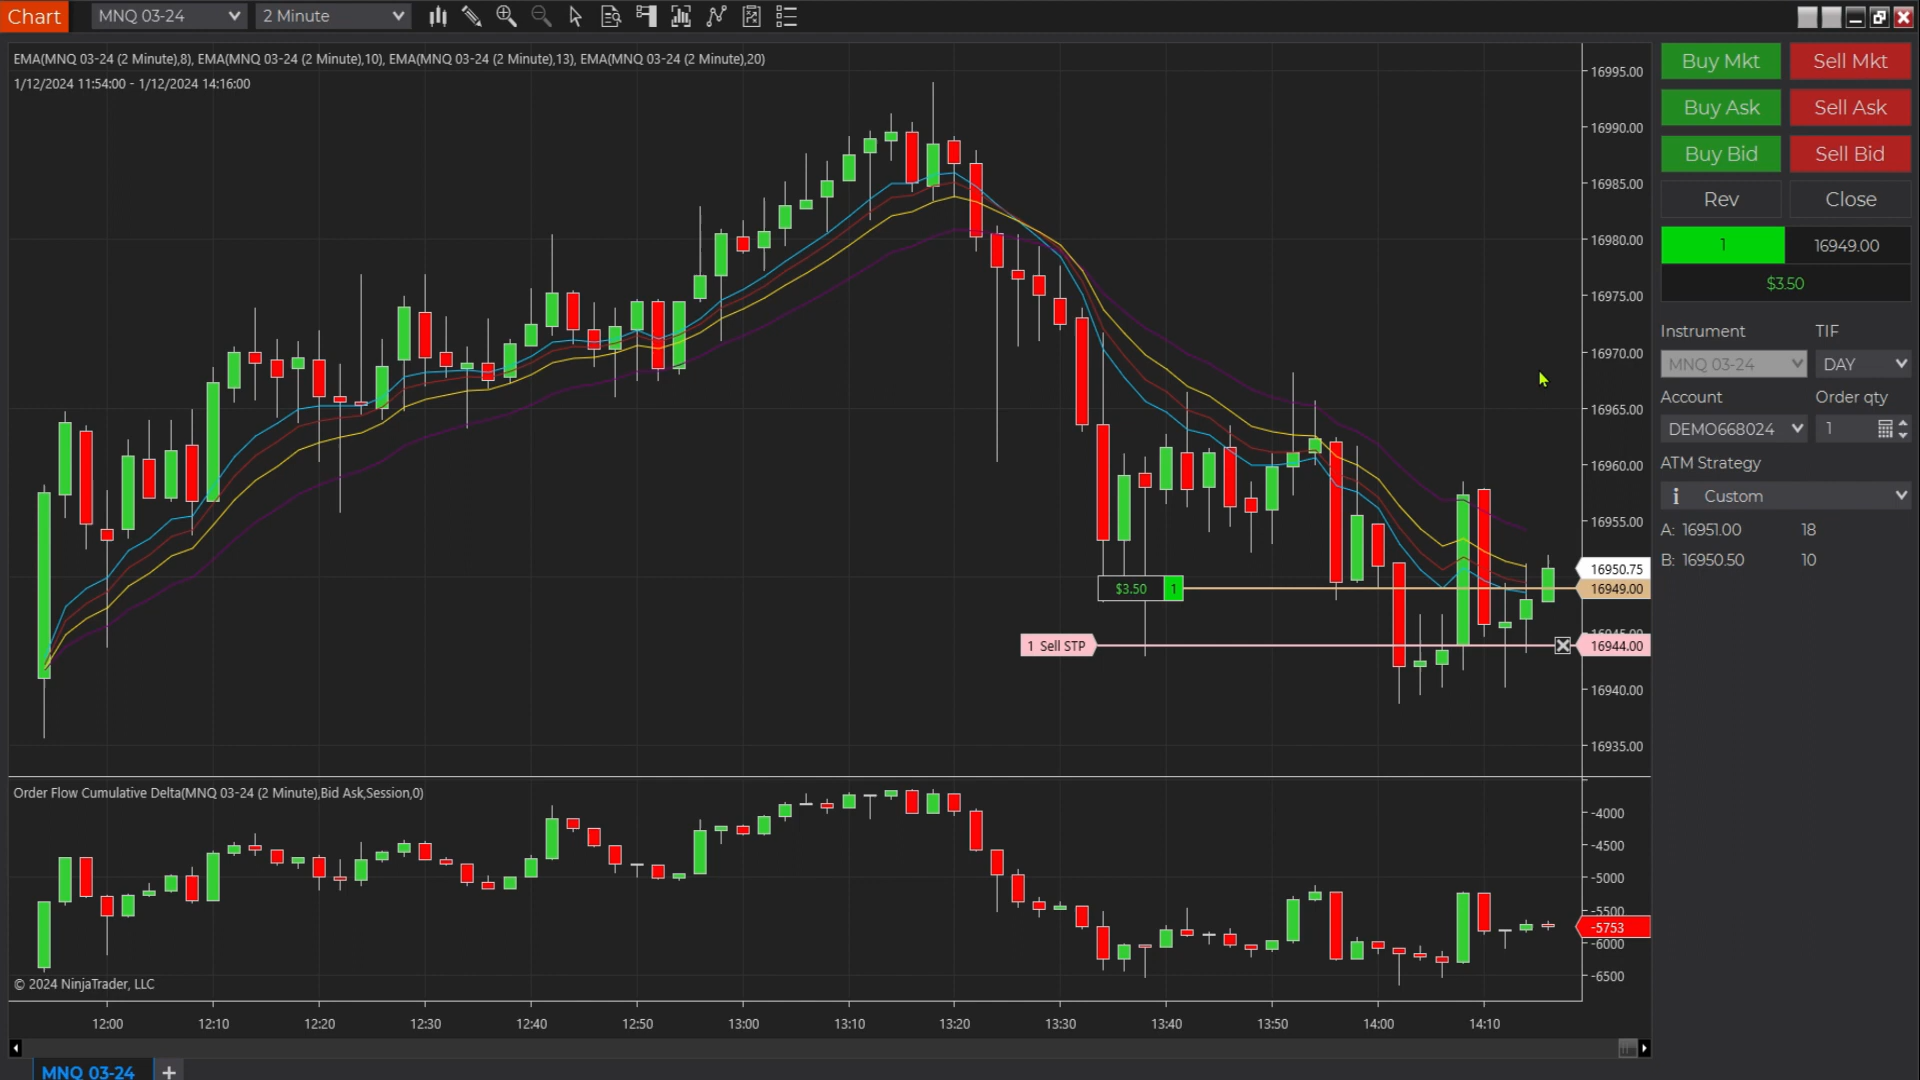 Chart MNQ 03-24 2 Minute
EMA(MNQ 03-24 (2 Minute),8), EMA(MNQ 03-24 (2 Minute),10), EMA(MNQ 03-24 (2 Minute),13), EMA(MNQ 03-24 (2 Minute),20)
1/12/2024 11:54:00 - 1/12/2024 14:16:00
16995.00
16990.00
16985.00
16980.00
16975.00
16970.00
16965.00
16960.00
16955.00
16950.75
$3.50 1 16949.00
16945.00
1 Sell STP 16944.00
16940.00
16935.00
Order Flow Cumulative Delta(MNQ 03-24 (2 Minute),Bid Ask,Session,0)
-4000
-4500
-5000
-5500
-5753
-6000
-6500
© 2024 NinjaTrader, LLC
12:00 12:10 12:20 12:30 12:40 12:50 13:00 13:10 13:20 13:30 13:40 13:50 14:00 14:10
MNQ 03-24 +
Buy Mkt Sell Mkt
Buy Ask Sell Ask
Buy Bid Sell Bid
Rev Close
1 16949.00
$3.50
Instrument TIF
MNQ 03-24 DAY
Account Order qty
DEMO668024 1
ATM Strategy
i Custom
A: 16951.00 18
B: 16950.50 10